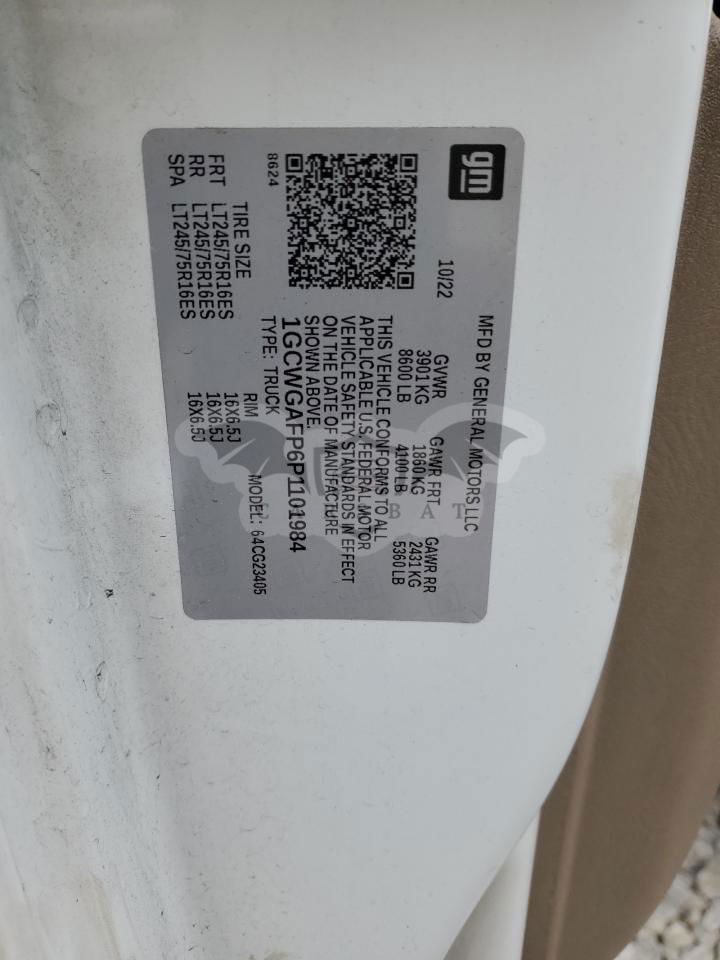 gm
MFD BY GENERAL MOTORS LLC
10/22
GVWR GAWR FRT GAWR RR
3901 KG 1860 KG 2431 KG
8600 LB 4100 LB 5360 LB
THIS VEHICLE CONFORMS TO ALL
APPLICABLE U.S. FEDERAL MOTOR
VEHICLE SAFETY STANDARDS IN EFFECT
ON THE DATE OF MANUFACTURE
SHOWN ABOVE.
1GCWGAFP6P1101984
8624
TYPE: TRUCK
MODEL: 64CG23405
TIRE SIZE RIM
FRT LT245/75R16ES 16X6.5J
RR LT245/75R16ES 16X6.5J
SPA LT245/75R16ES 16X6.5J
BAT